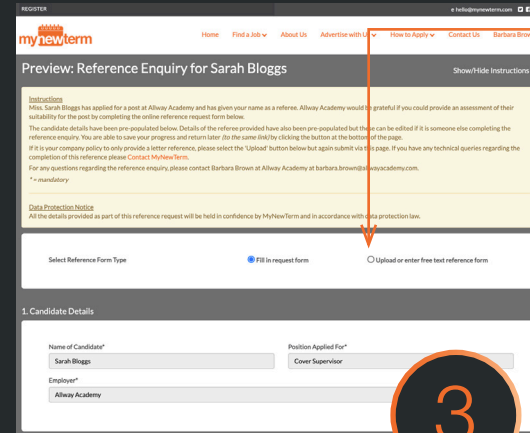 REGISTER
e hello@mynewterm.com
my new term
Home Find a Job About Us Advertise with Us How to Apply Contact Us Barbara Brow
Preview: Reference Enquiry for Sarah Bloggs
Show/Hide Instructions
Instructions
Miss. Sarah Bloggs has applied for a post at Allway Academy and has given your name as a referee. Allway Academy would be grateful if you could provide an assessment of their
suitability for the post by completing the online reference request form below.
The candidate details have been pre-populated below. Details of the referee provided have also been pre-populated but these can be edited if it is someone else completing the
reference enquiry. You are able to save your progress and return later (to the same link) by clicking the button at the bottom of the page.
If it is your company policy to only provide a letter reference, please select the 'Upload' button below but again submit via this page. If you have any technical queries regarding the
completion of this reference please Contact MyNewTerm.
For any questions regarding the reference enquiry, please contact Barbara Brown at Allway Academy at barbara.brown@allwayacademy.com.
* = mandatory
Data Protection Notice
All the details provided as part of this reference request will be held in confidence by MyNewTerm and in accordance with data protection law.
Select Reference Form Type
Fill in request form
Upload or enter free text reference form
1. Candidate Details
Name of Candidate*
Position Applied For*
Sarah Bloggs
Cover Supervisor
Employer*
Allway Academy
3